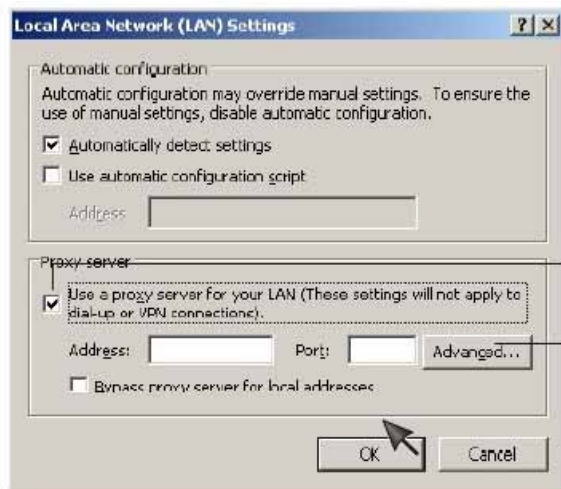 Local Area Network (LAN) Settings
Automatic configuration
Automatic configuration may override manual settings. To ensure the
use of manual settings, disable automatic configuration.
Automatically detect settings
Use automatic configuration script
Address
Proxy server
Use a proxy server for your LAN (These settings will not apply to
dial-up or VPN connections).
Address:
Port:
Advanced...
Bypass proxy server for local addresses
OK
Cancel